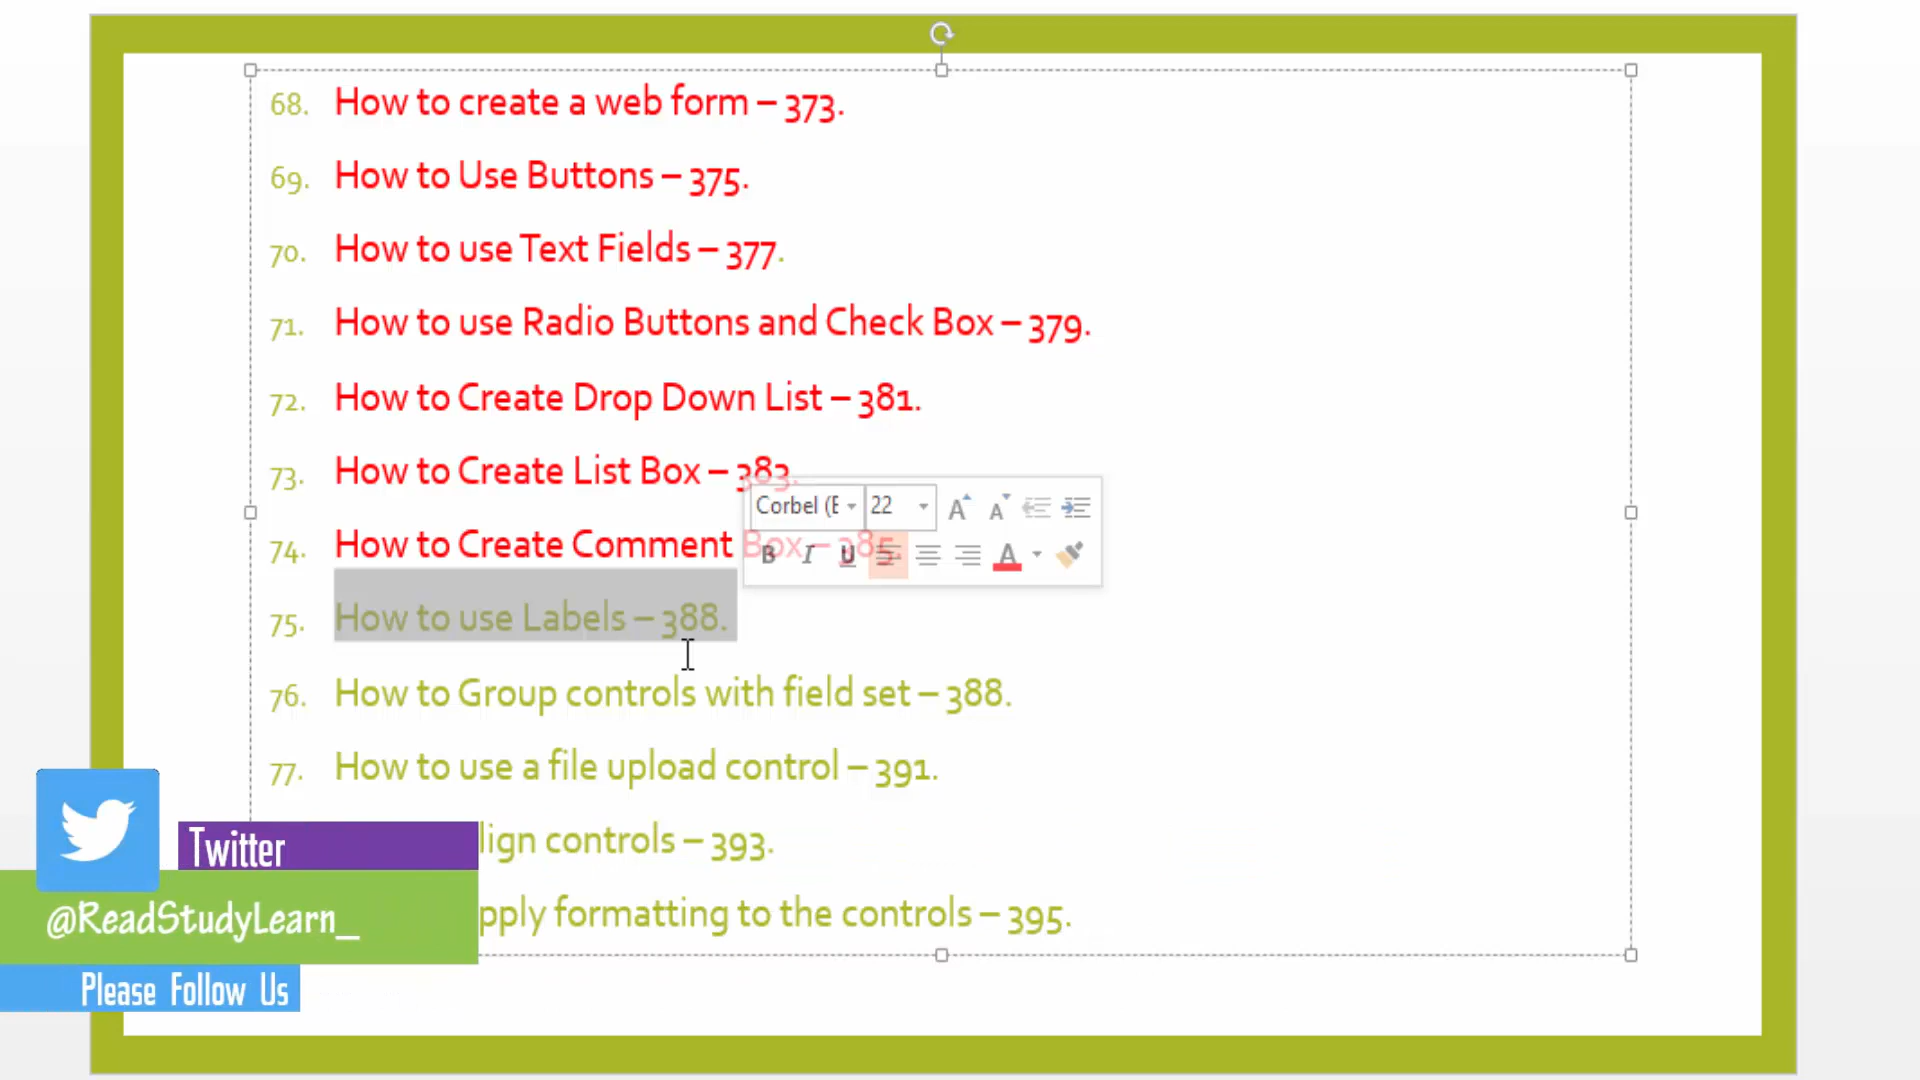 68. How to create a web form – 373.
69. How to Use Buttons – 375.
70. How to use Text Fields – 377.
71. How to use Radio Buttons and Check Box – 379.
72. How to Create Drop Down List – 381.
73. How to Create List Box – 383.
Corbel (E 22
74. How to Create Comment Box – 385.
B I U A
75. How to use Labels – 388.
76. How to Group controls with field set – 388.
77. How to use a file upload control – 391.
lign controls – 393.
Twitter
pply formatting to the controls – 395.
@ReadStudyLearn_
Please Follow Us